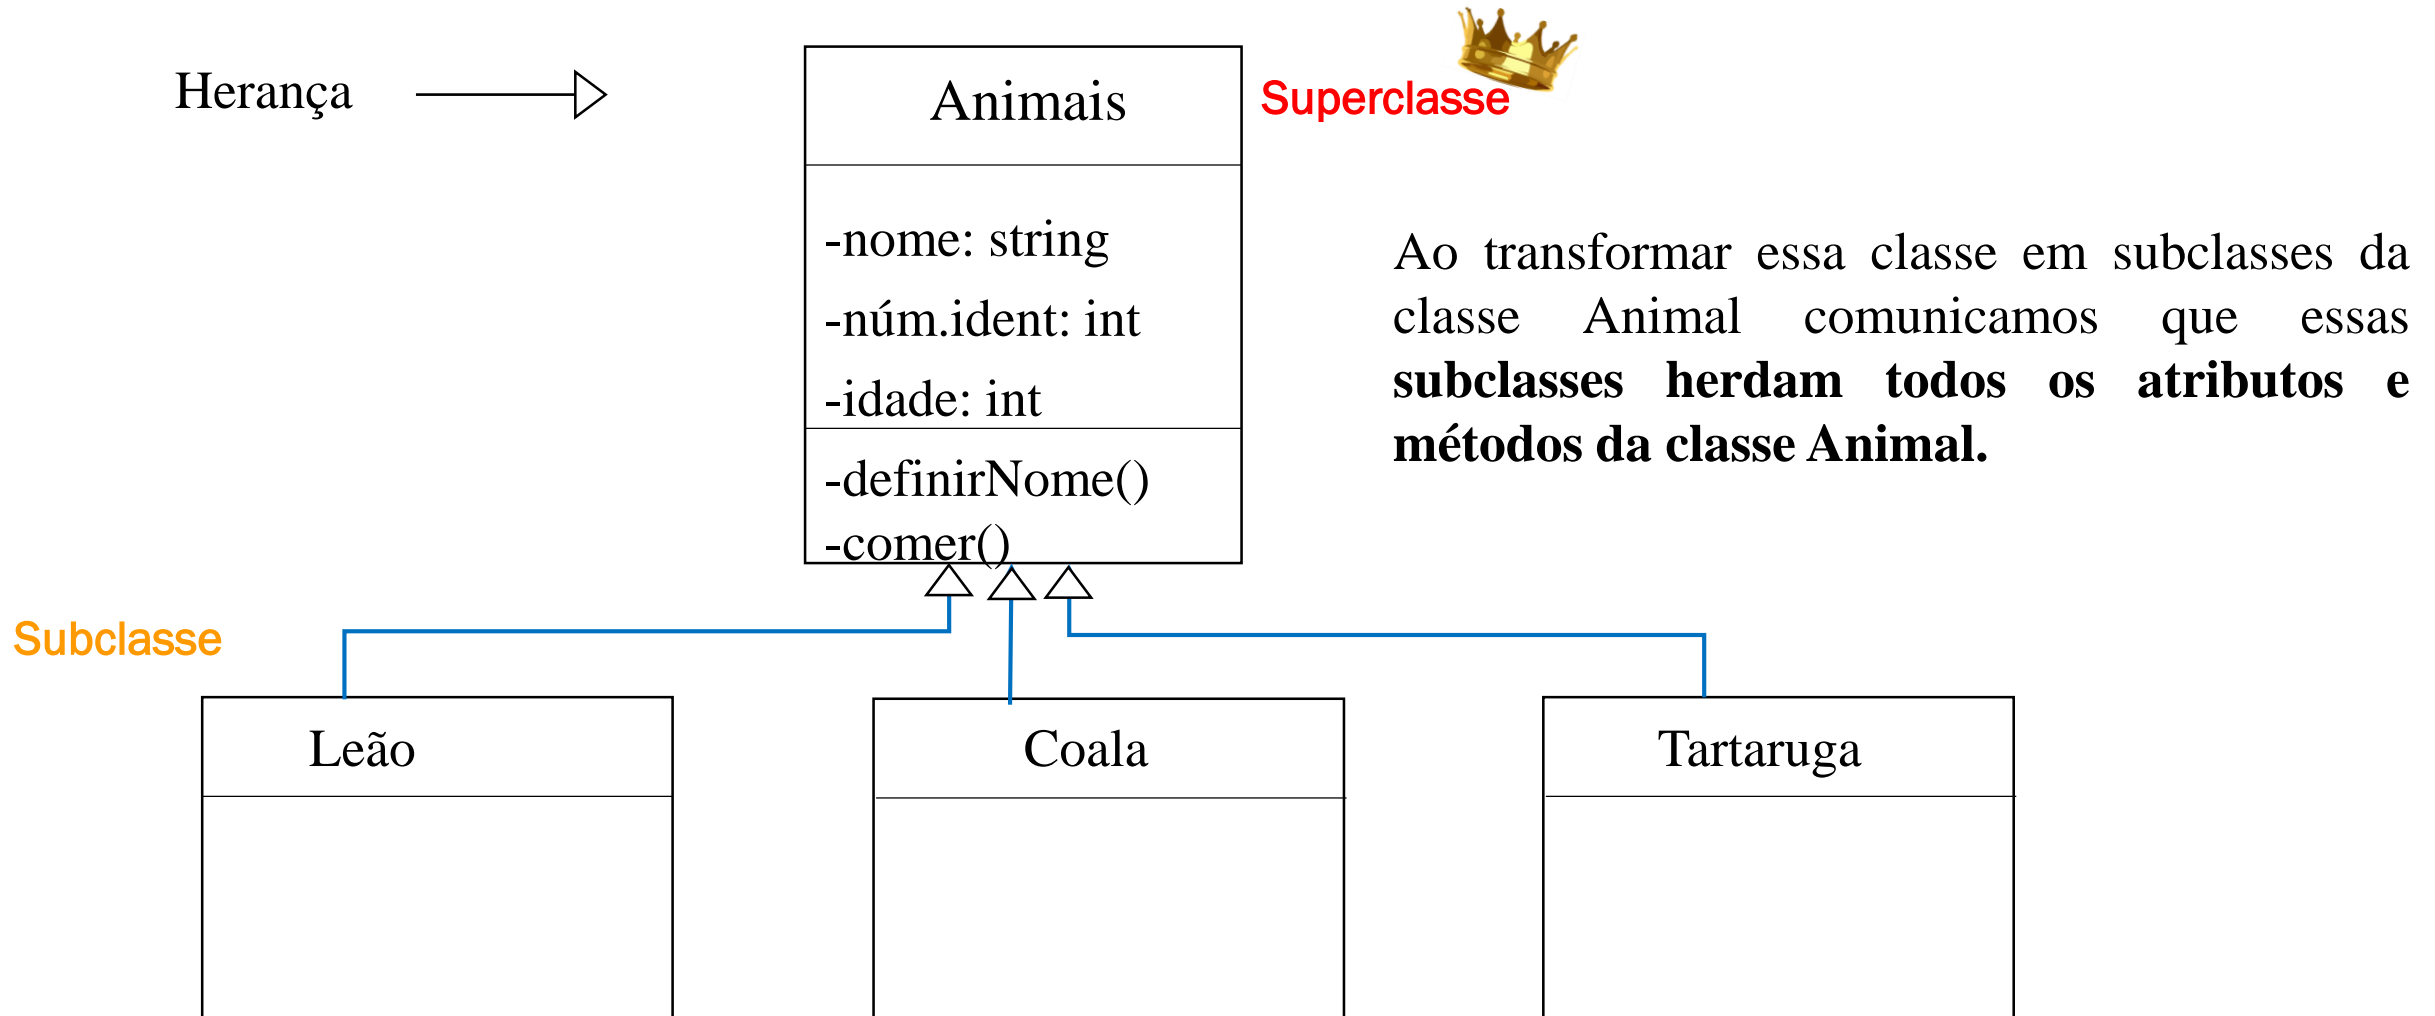 Herança
Animais
Superclasse
-nome: string
-núm.ident: int
-idade: int
-definirNome()
-comer()
Ao transformar essa classe em subclasses da
classe Animal comunicamos que essas
subclasses herdam todos os atributos e
métodos da classe Animal.
Subclasse
Leão
Coala
Tartaruga